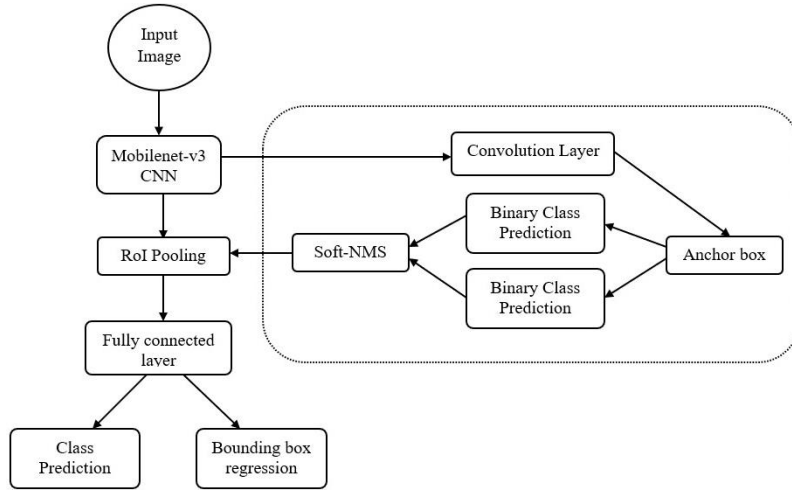 Input
Image
Mobilenet-v3
CNN
Convolution Layer
Binary Class
Prediction
RoI Pooling
Soft-NMS
Anchor box
Binary Class
Prediction
Fully connected
layer
Class
Prediction
Bounding box
regression